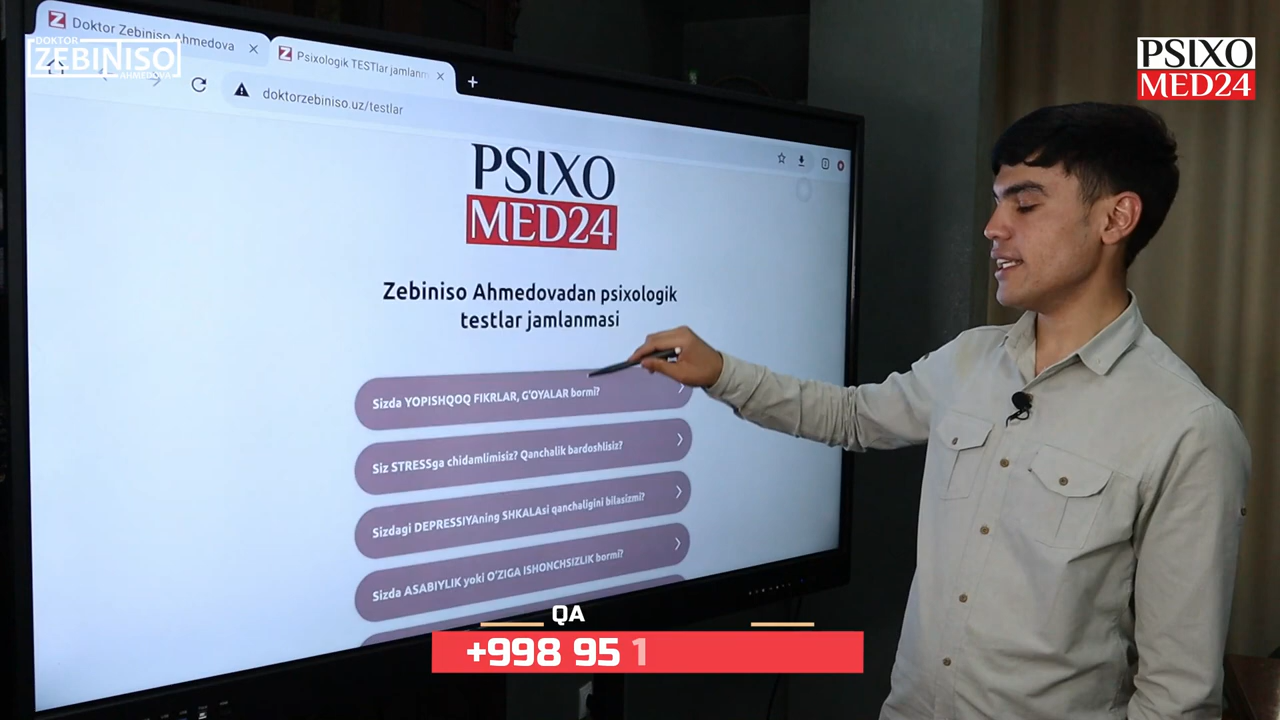 Doktor Zebiniso Ahmedova
Psixologik TESTlar jamlanm
DOKTOR
ZEBINISO
AHMEDOVA
doktorzebiniso.uz/testlar
PSIXO
MED24
PSIXO
MED24
Zebiniso Ahmedovadan psixologik
testlar jamlanmasi
Sizda YOPISHQOQ FIKRLAR, G‘OYALAR bormi?
Siz STRESSga chidamlimisiz? Qanchalik bardoshlisiz?
Sizdagi DEPRESSIYAning SHKALAsi qanchaligini bilasizmi?
Sizda ASABIYLIK yoki O‘ZIGA ISHONCHSIZLIK bormi?
QA
+998 95 1